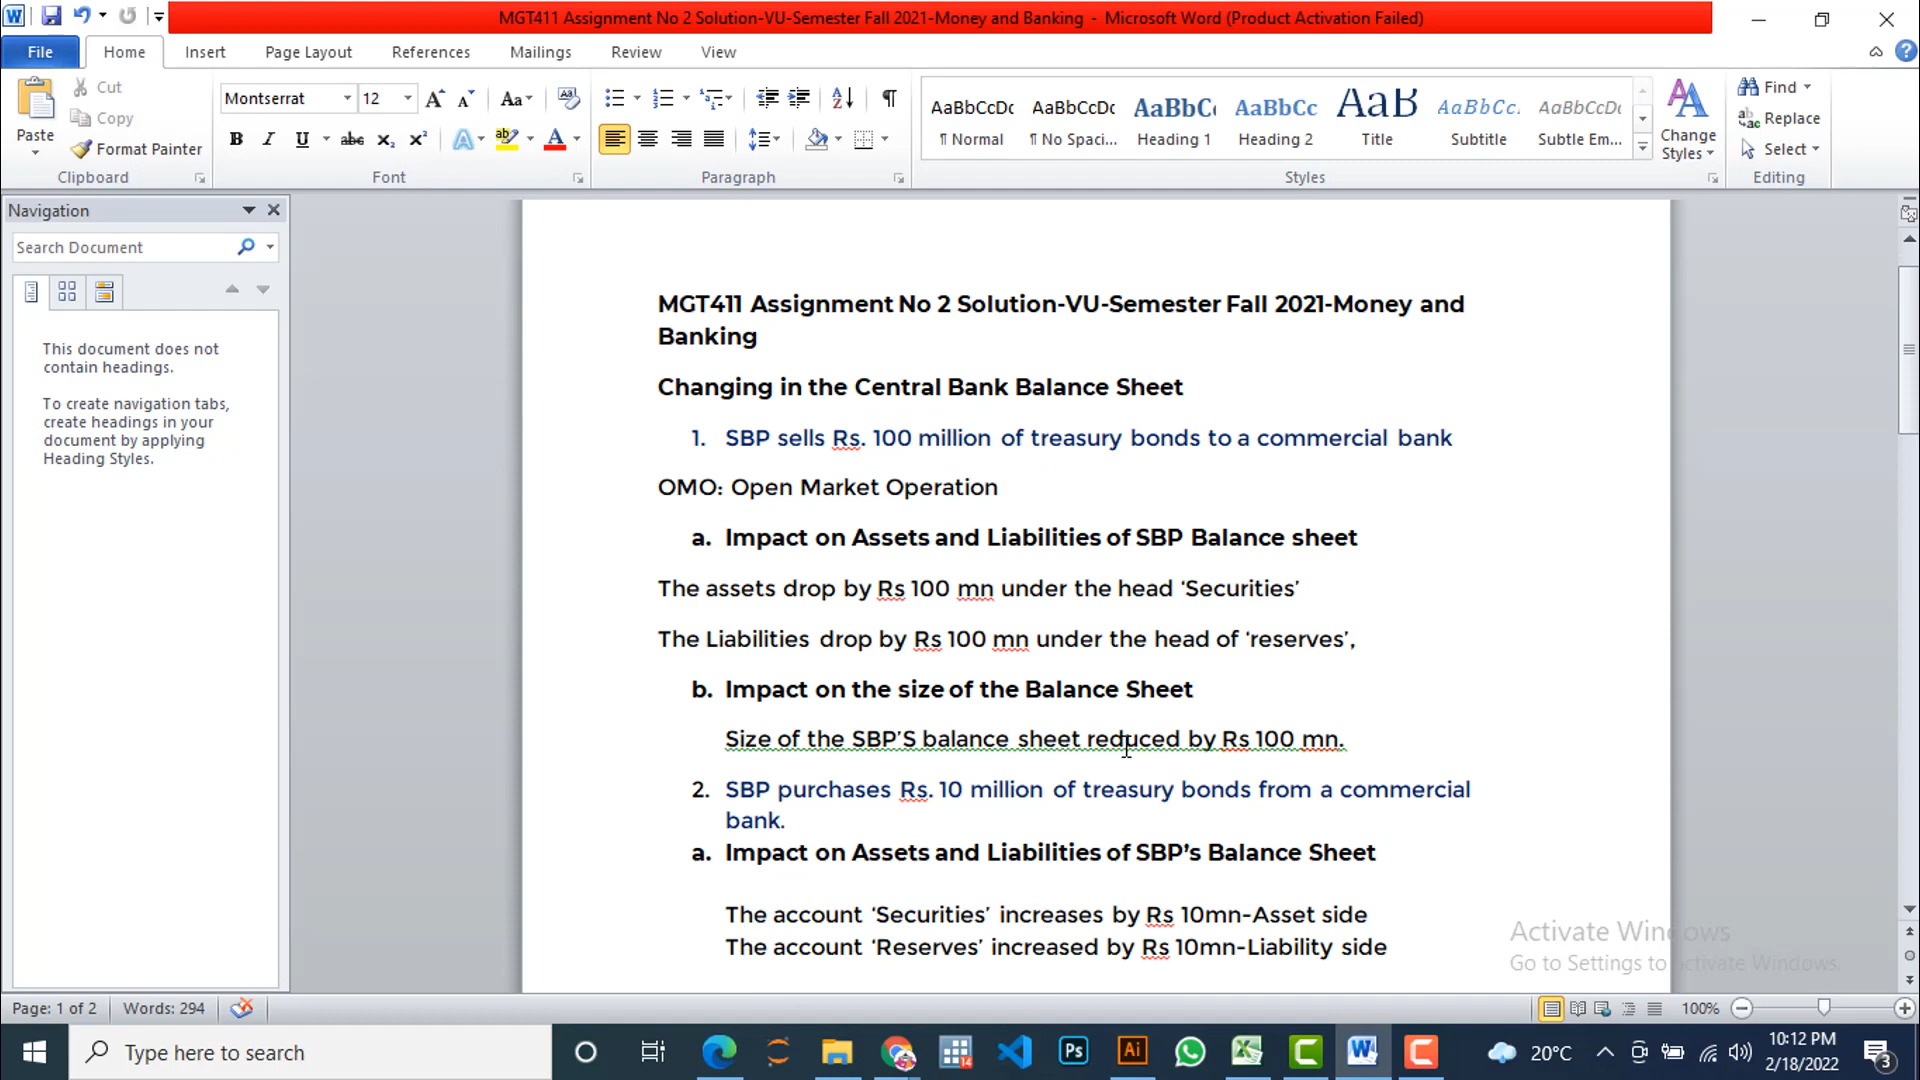 MGT411 Assignment No 2 Solution-VU-Semester Fall 2021-Money and Banking - Microsoft Word (Product Activation Failed)
File Home Insert Page Layout References Mailings Review View
Paste
Cut
Copy
Format Painter
Clipboard
Montserrat 12
Font
Paragraph
AaBbCcDc AaBbCcDc AaBbC AaBbCc AaB AaBbCc. AaBbCcDc
¶ Normal ¶ No Spaci... Heading 1 Heading 2 Title Subtitle Subtle Em...
Change Styles
Styles
Find
Replace
Select
Editing
Navigation
Search Document
This document does not
contain headings.
To create navigation tabs,
create headings in your
document by applying
Heading Styles.
MGT411 Assignment No 2 Solution-VU-Semester Fall 2021-Money and
Banking
Changing in the Central Bank Balance Sheet
1. SBP sells Rs. 100 million of treasury bonds to a commercial bank
OMO: Open Market Operation
a. Impact on Assets and Liabilities of SBP Balance sheet
The assets drop by Rs 100 mn under the head ‘Securities’
The Liabilities drop by Rs 100 mn under the head of ‘reserves’,
b. Impact on the size of the Balance Sheet
Size of the SBP’S balance sheet reduced by Rs 100 mn.
2. SBP purchases Rs. 10 million of treasury bonds from a commercial
bank.
a. Impact on Assets and Liabilities of SBP’s Balance Sheet
The account ‘Securities’ increases by Rs 10mn-Asset side
The account ‘Reserves’ increased by Rs 10mn-Liability side
Activate Windows
Go to Settings to Activate Windows.
Page: 1 of 2 Words: 294 100%
Type here to search
20°C
10:12 PM
2/18/2022
3